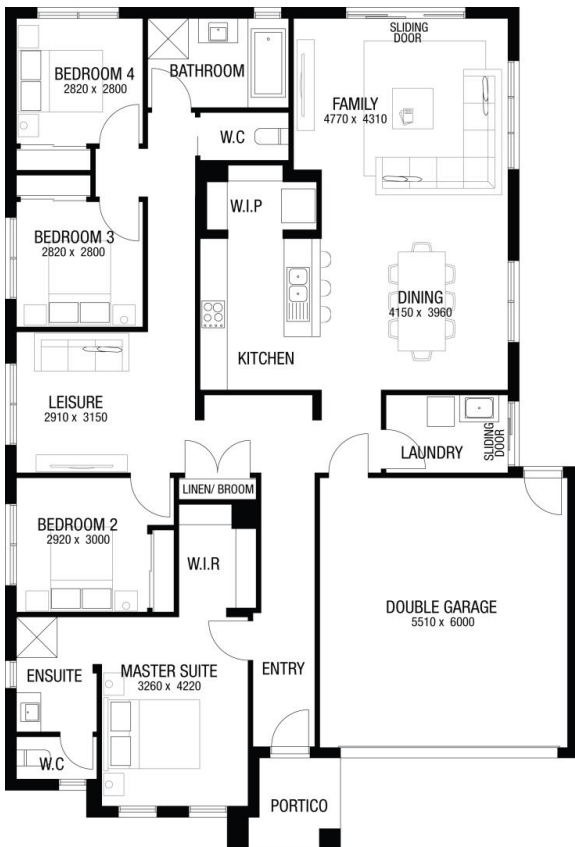 SLIDING
DOOR
BEDROOM 4
2820 x 2800
BATHROOM
FAMILY
4770 x 4310
W.C
W.I.P
BEDROOM 3
2820 x 2800
DINING
4150 x 3960
KITCHEN
LEISURE
2910 x 3150
LAUNDRY
SLIDING
DOOR
LINEN/ BROOM
BEDROOM 2
2920 x 3000
W.I.R
DOUBLE GARAGE
5510 x 6000
ENSUITE
MASTER SUITE
3260 x 4220
ENTRY
W.C
PORTICO